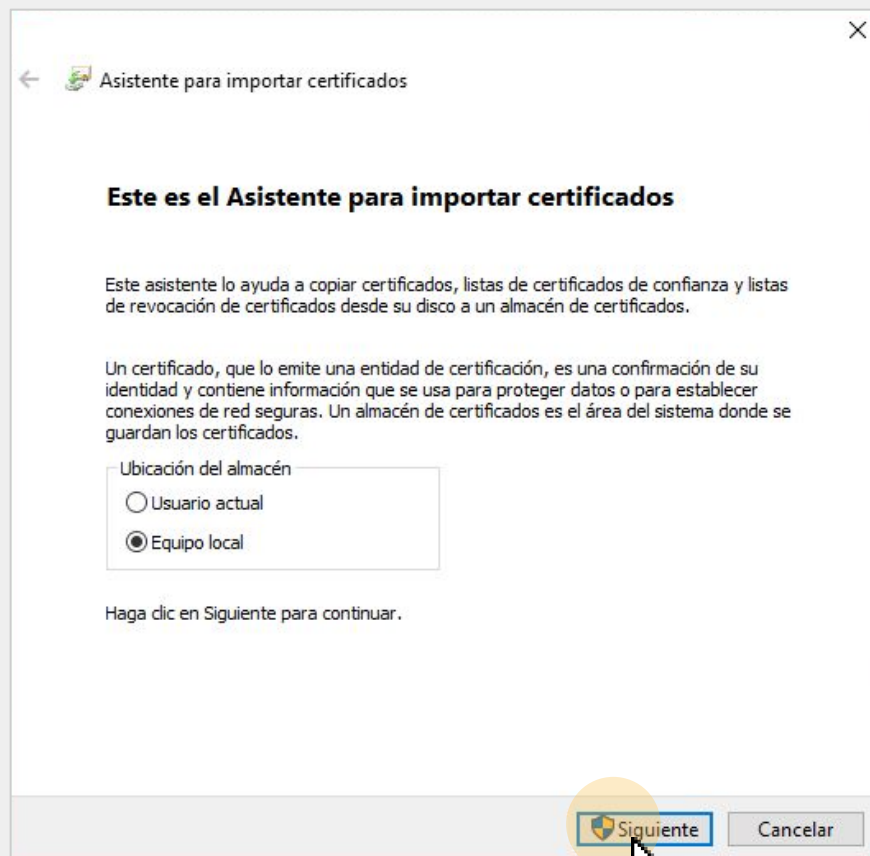 Asistente para importar certificados
Este es el Asistente para importar certificados
Este asistente lo ayuda a copiar certificados, listas de certificados de confianza y listas
de revocación de certificados desde su disco a un almacén de certificados.
Un certificado, que lo emite una entidad de certificación, es una confirmación de su
identidad y contiene información que se usa para proteger datos o para establecer
conexiones de red seguras. Un almacén de certificados es el área del sistema donde se
guardan los certificados.
Ubicación del almacén
Usuario actual
Equipo local
Haga clic en Siguiente para continuar.
Siguiente
Cancelar